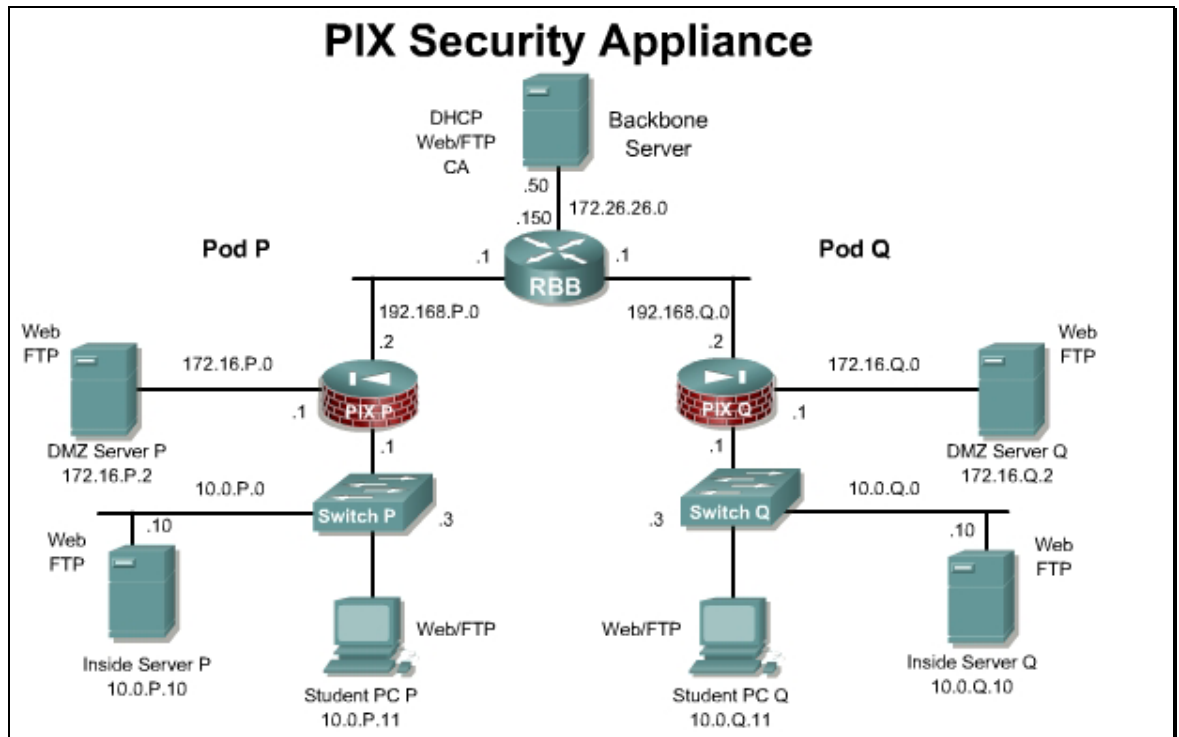 PIX Security Appliance
DHCP
Web/FTP
CA
Backbone
Server
.50
.150
172.26.26.0
Pod P
Pod Q
.1
.1
RBB
192.168.P.0
192.168.Q.0
Web
FTP
172.16.P.0
.2
.2
172.16.Q.0
Web
FTP
.1
PIX P
PIX Q
.1
DMZ Server P
172.16.P.2
.1
.1
DMZ Server Q
172.16.Q.2
10.0.P.0
Switch P
.3
.3
Switch Q
10.0.Q.0
Web
FTP
.10
.10
Web
FTP
Web/FTP
Web/FTP
Inside Server P
10.0.P.10
Student PC P
10.0.P.11
Student PC Q
10.0.Q.11
Inside Server Q
10.0.Q.10